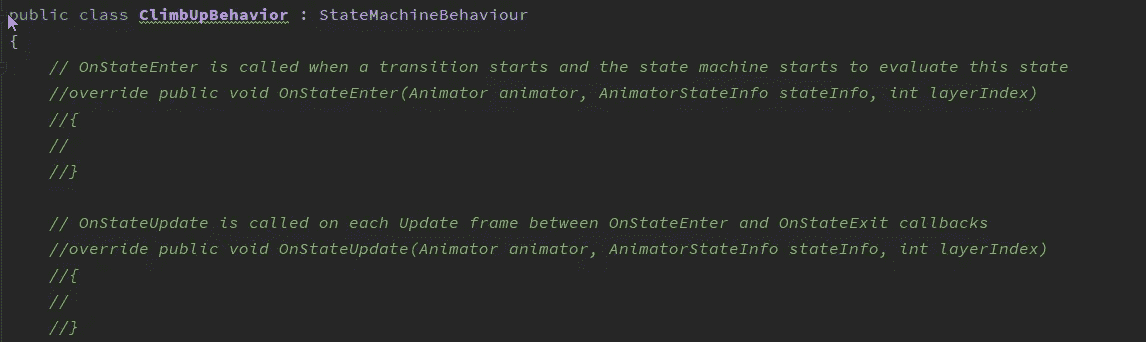 public class ClimbUpBehavior : StateMachineBehaviour
{
// OnStateEnter is called when a transition starts and the state machine starts to evaluate this state
//override public void OnStateEnter(Animator animator, AnimatorStateInfo stateInfo, int layerIndex)
//{
//
//}
// OnStateUpdate is called on each Update frame between OnStateEnter and OnStateExit callbacks
//override public void OnStateUpdate(Animator animator, AnimatorStateInfo stateInfo, int layerIndex)
//{
//
//}